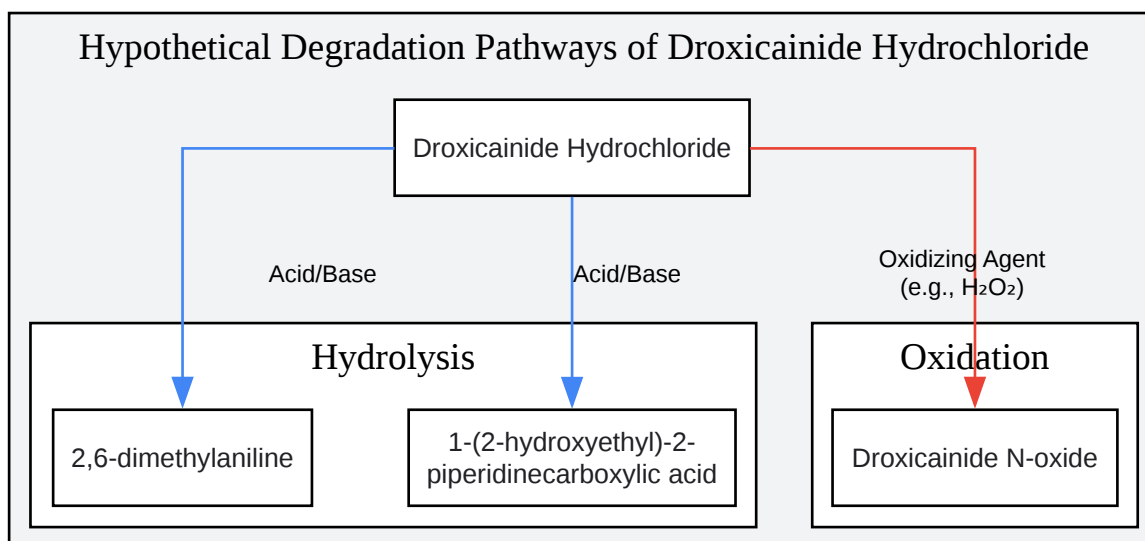 Hypothetical Degradation Pathways of Droxicainide Hydrochloride
Droxicainide Hydrochloride
Acid/Base
Acid/Base
Oxidizing Agent
(e.g., H₂O₂)
Hydrolysis
Oxidation
2,6-dimethylaniline
1-(2-hydroxyethyl)-2-
piperidinecarboxylic acid
Droxicainide N-oxide